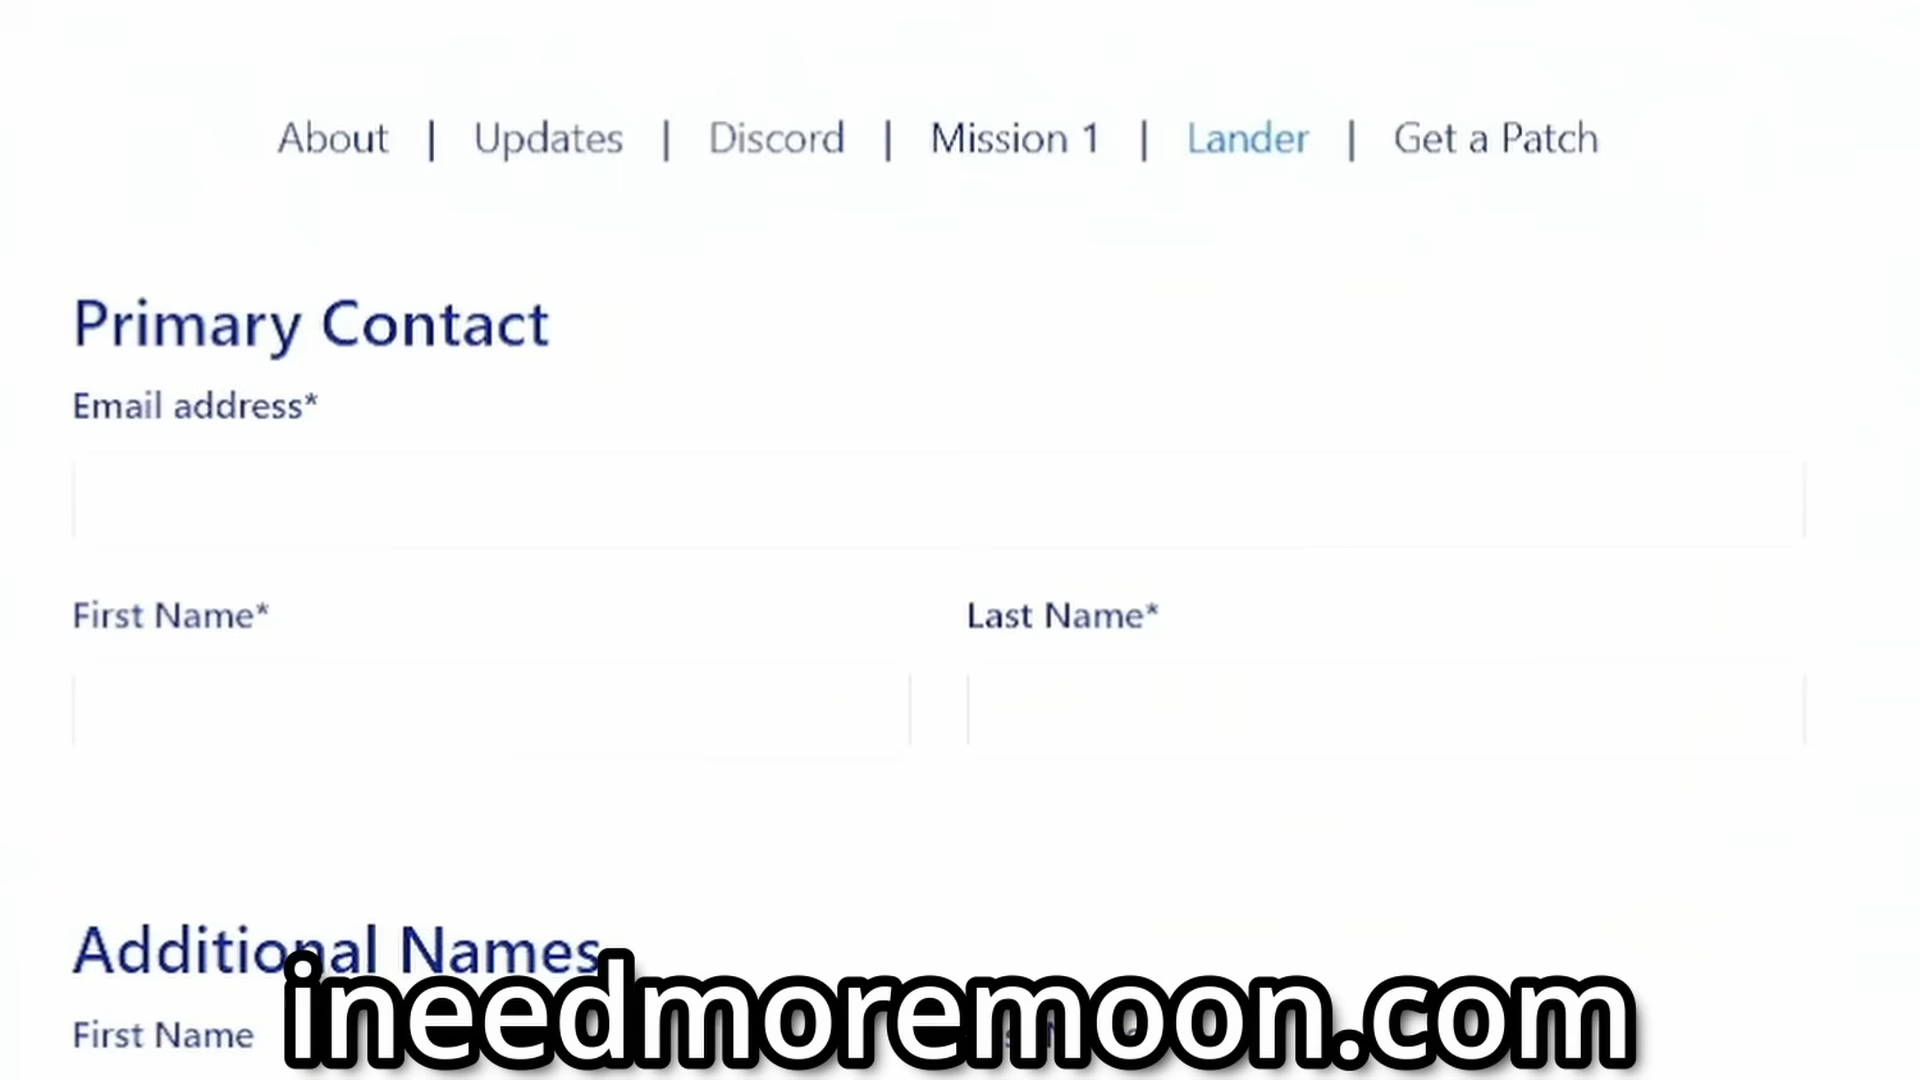 About | Updates | Discord | Mission 1 | Lander | Get a Patch
Primary Contact
Email address*
First Name* Last Name*
Additional Names
First Name
ineedmoremoon.com